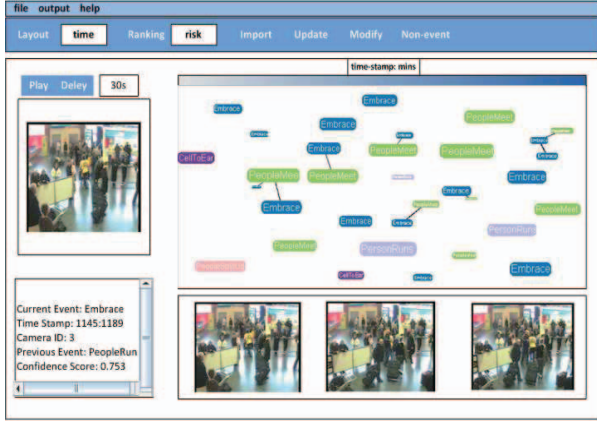 file output help
Layout time Ranking risk Import Update Modify Non-event
time-stamp: mins
Play Deley 30s
Embrace
Embrace
PeopleMeet
Embrace
Embrace
PeopleMeet
PeopleMeet
CellToEar
PeopleMeet
PeopleMeet
Embrace
Embrace
Embrace
PeopleMeet
Embrace
PersonRuns
PeopleMeet
PersonRuns
Embrace
CellToEar
Current Event: Embrace
Time Stamp: 1145:1189
Camera ID: 3
Previous Event: PeopleRun
Confidence Score: 0.753